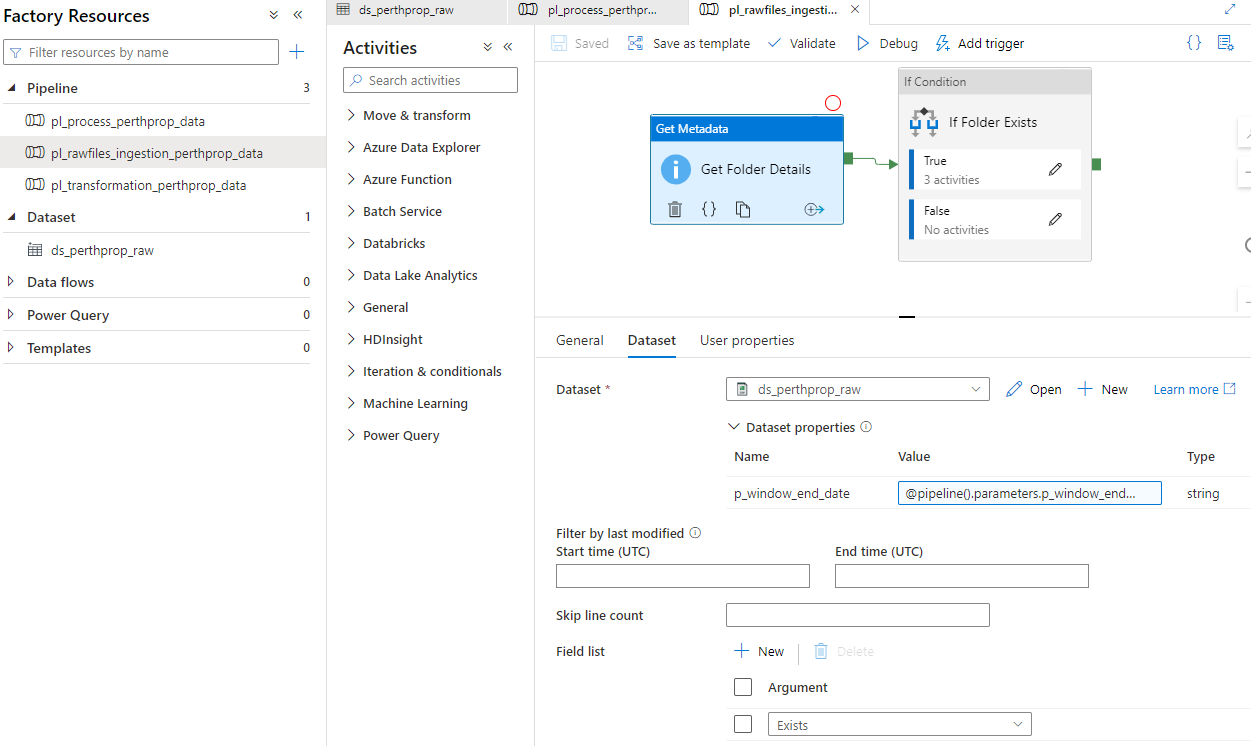 Factory Resources
Filter resources by name
Pipeline 3
pl_process_perthprop_data
pl_rawfiles_ingestion_perthprop_data
pl_transformation_perthprop_data
Dataset 1
ds_perthprop_raw
Data flows 0
Power Query 0
Templates 0
ds_perthprop_raw
pl_process_perthpr...
pl_rawfiles_ingesti...
Activities
Search activities
Move & transform
Azure Data Explorer
Azure Function
Batch Service
Databricks
Data Lake Analytics
General
HDInsight
Iteration & conditionals
Machine Learning
Power Query
Saved
Save as template
Validate
Debug
Add trigger
Get Metadata
Get Folder Details
If Condition
If Folder Exists
True
3 activities
False
No activities
General
Dataset
User properties
Dataset *
ds_perthprop_raw
Open
New
Learn more
Dataset properties
Name Value Type
p_window_end_date @pipeline().parameters.p_window_end... string
Filter by last modified
Start time (UTC) End time (UTC)
Skip line count
Field list
New
Delete
Argument
Exists